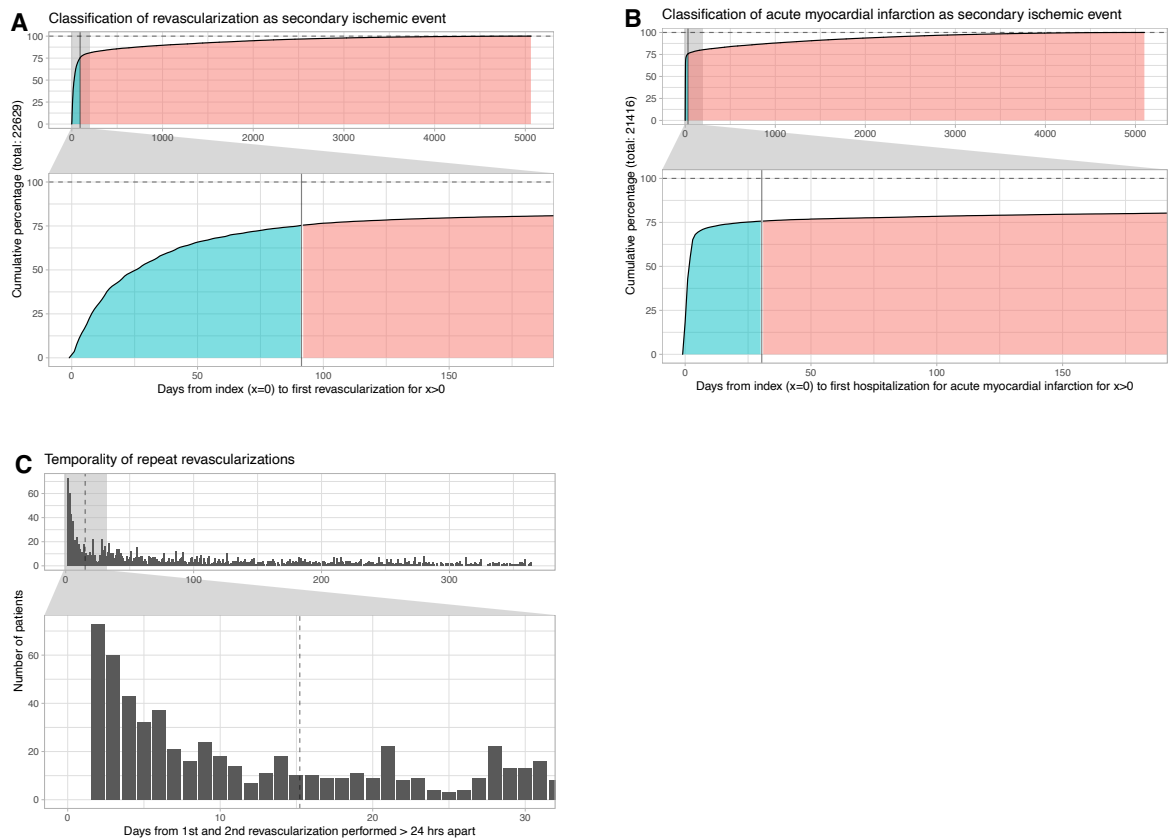 A
Classification of revascularization as secondary ischemic event
100
75
50
25
0
0 1000 2000 3000 4000 5000
Cumulative percentage (total: 22629)
100
75
50
25
0
0 50 100 150
Days from index (x=0) to first revascularization for x>0
B
Classification of acute myocardial infarction as secondary ischemic event
100
75
50
25
0
0 1000 2000 3000 4000 5000
Cumulative percentage (total: 21416)
100
75
50
25
0
0 50 100 150
Days from index (x=0) to first hospitalization for acute myocardial infarction for x>0
C
Temporality of repeat revascularizations
60
40
20
0
0 100 200 300
Number of patients
60
40
20
0
0 10 20 30
Days from 1st and 2nd revascularization performed > 24 hrs apart